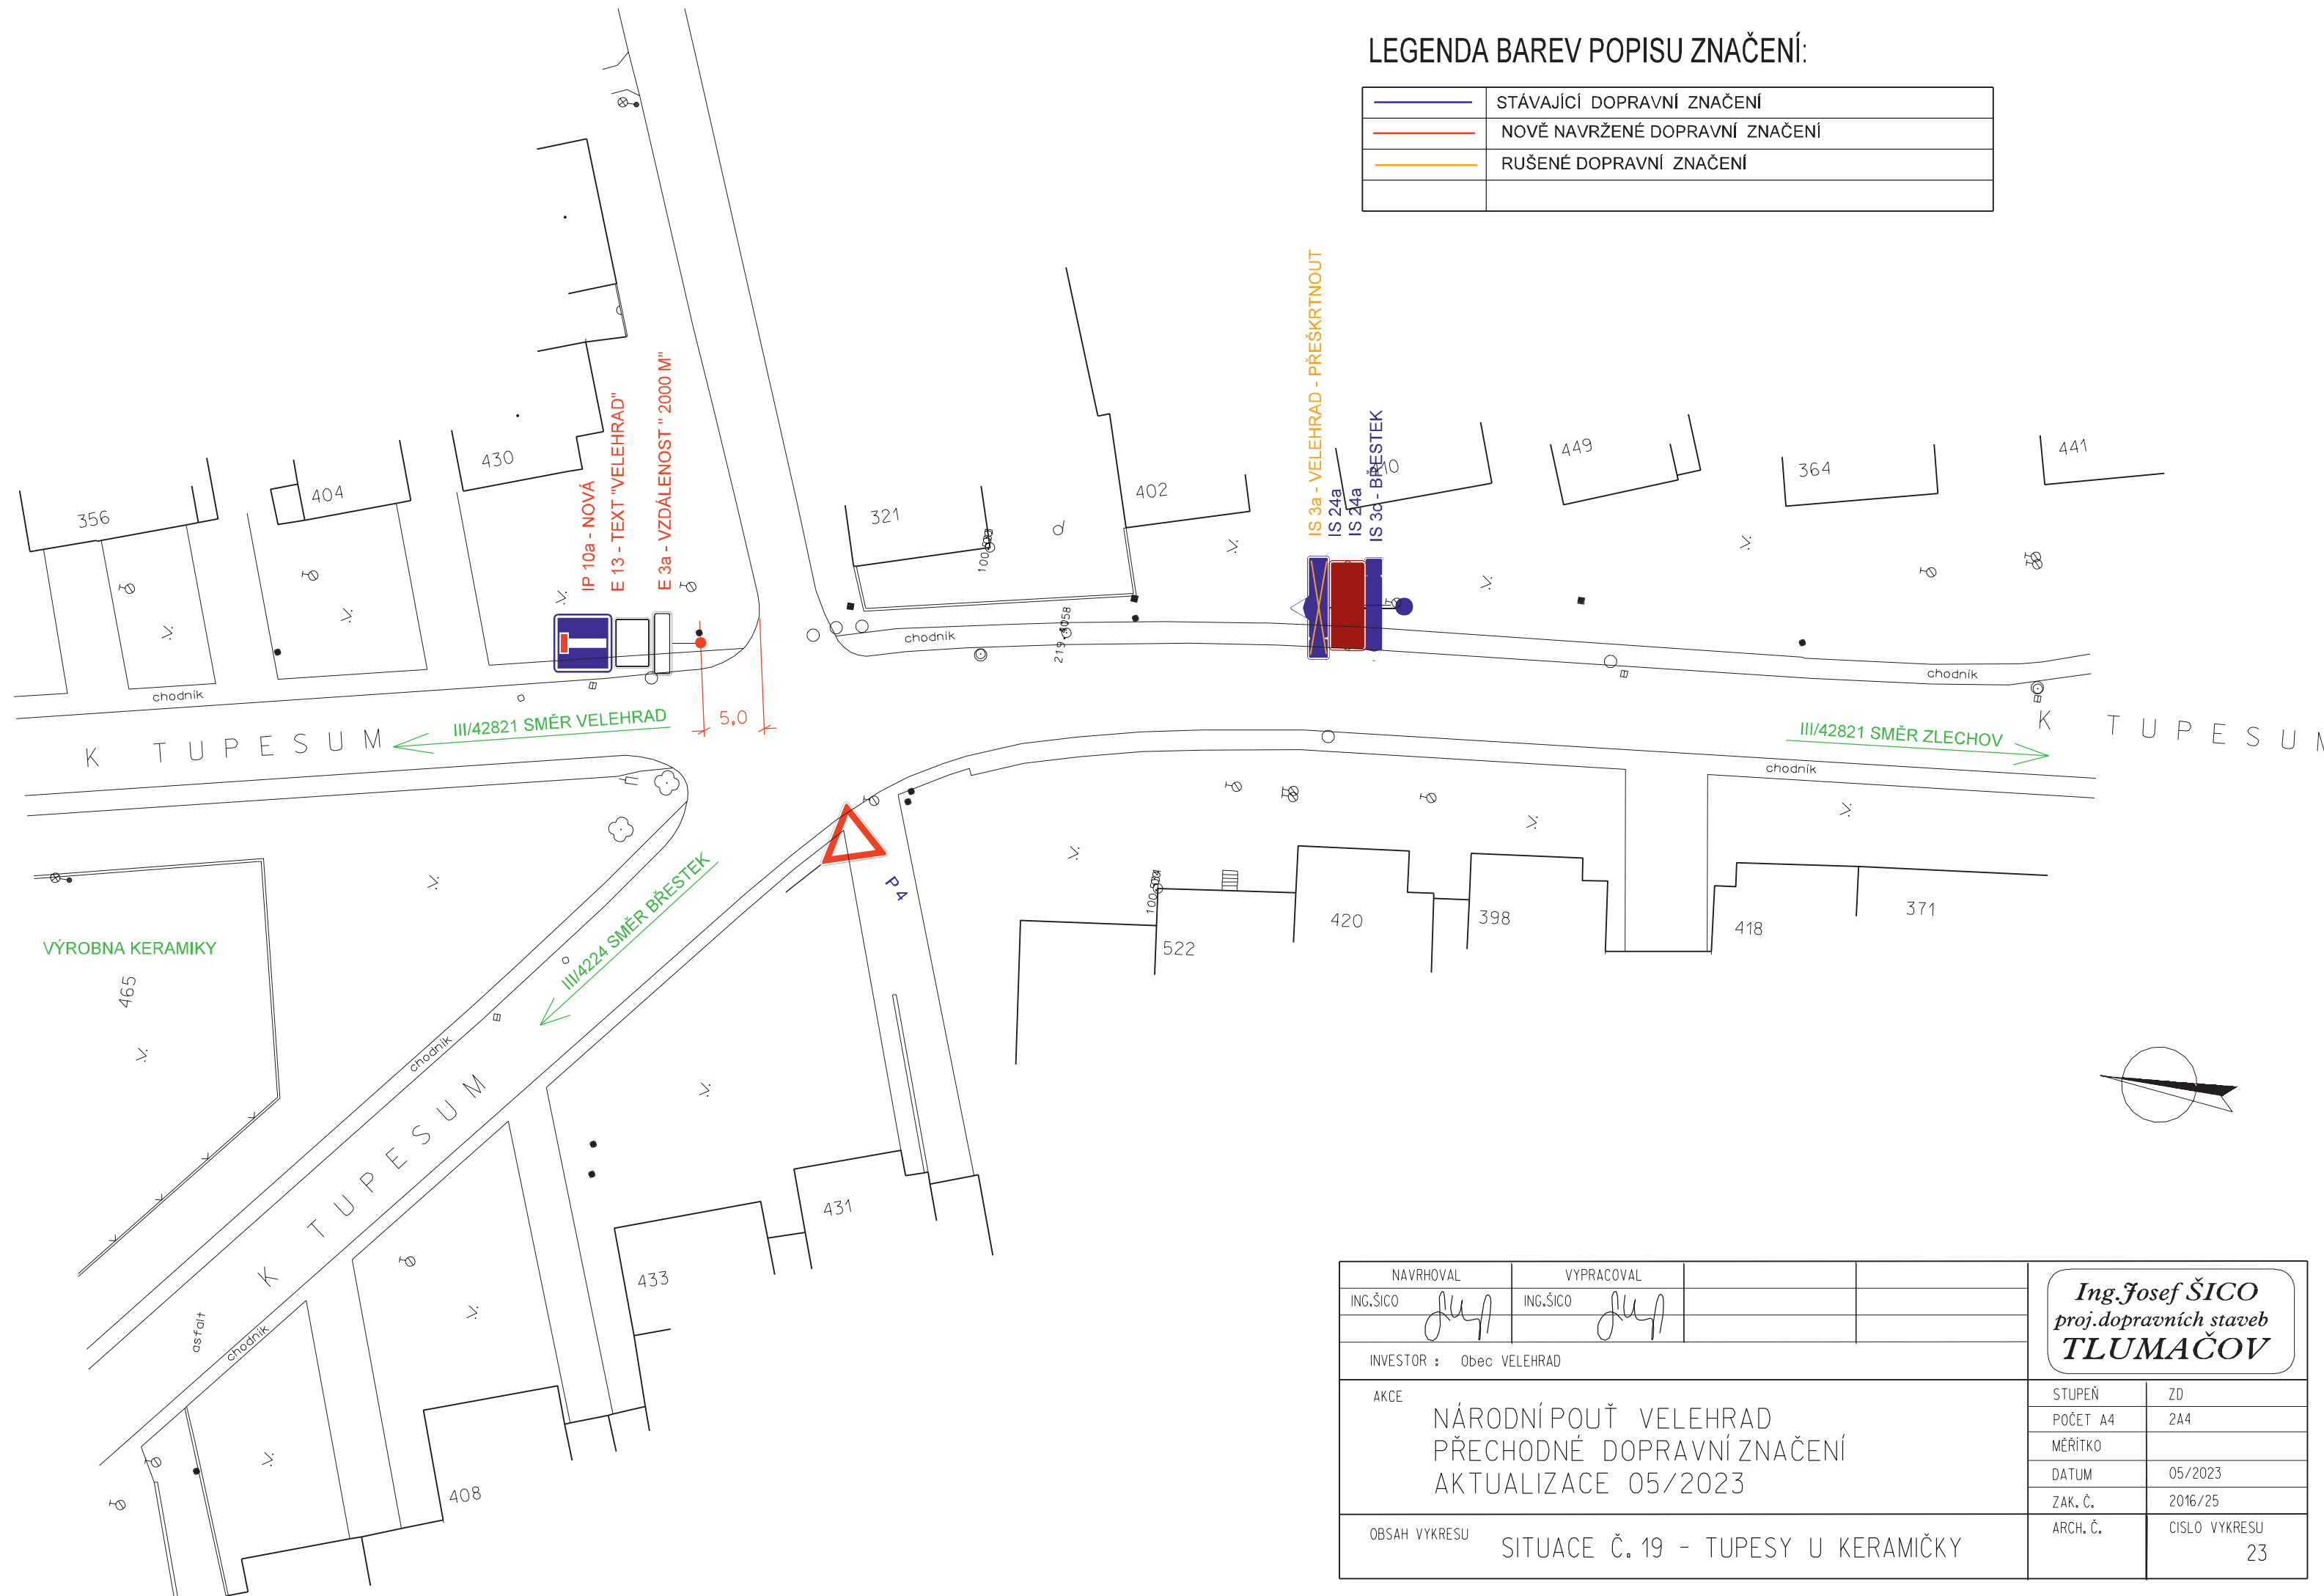 LEGENDA BAREV POPISU ZNAČENÍ:
STÁVAJÍCÍ DOPRAVNÍ ZNAČENÍ
NOVĚ NAVRŽENÉ DOPRAVNÍ ZNAČENÍ
RUŠENÉ DOPRAVNÍ ZNAČENÍ
IP 10a - NOVÁ
E 13 - TEXT "VELEHRAD"
E 3a - VZDÁLENOST " 2000 M"
IS 3a - VELEHRAD - PŘEŠKRTNOUT
IS 24a
IS 24a
IS 3c - BŘESTEK
356
404
430
321
402
410
449
364
441
chodník
chodník
chodník
5,0
III/42821 SMĚR VELEHRAD
K TUPESUM
III/42821 SMĚR ZLECHOV
K TUPESUM
chodník
P 4
III/4224 SMĚR BŘESTEK
VÝROBNA KERAMIKY
465
522
420
398
418
371
chodník
K TUPESUM
asfalt
chodník
431
433
408
NAVRHOVAL
VYPRACOVAL
ING.ŠICO
ING.ŠICO
INVESTOR : Obec VELEHRAD
AKCE
NÁRODNÍ POUŤ VELEHRAD
PŘECHODNÉ DOPRAVNÍ ZNAČENÍ
AKTUALIZACE 05/2023
OBSAH VYKRESU
SITUACE Č. 19 - TUPESY U KERAMIČKY
Ing.Josef ŠICO
proj.dopravních staveb
TLUMAČOV
STUPEŇ ZD
POČET A4 2A4
MĚŘÍTKO
DATUM 05/2023
ZAK. Č. 2016/25
ARCH. Č. CISLO VYKRESU
23